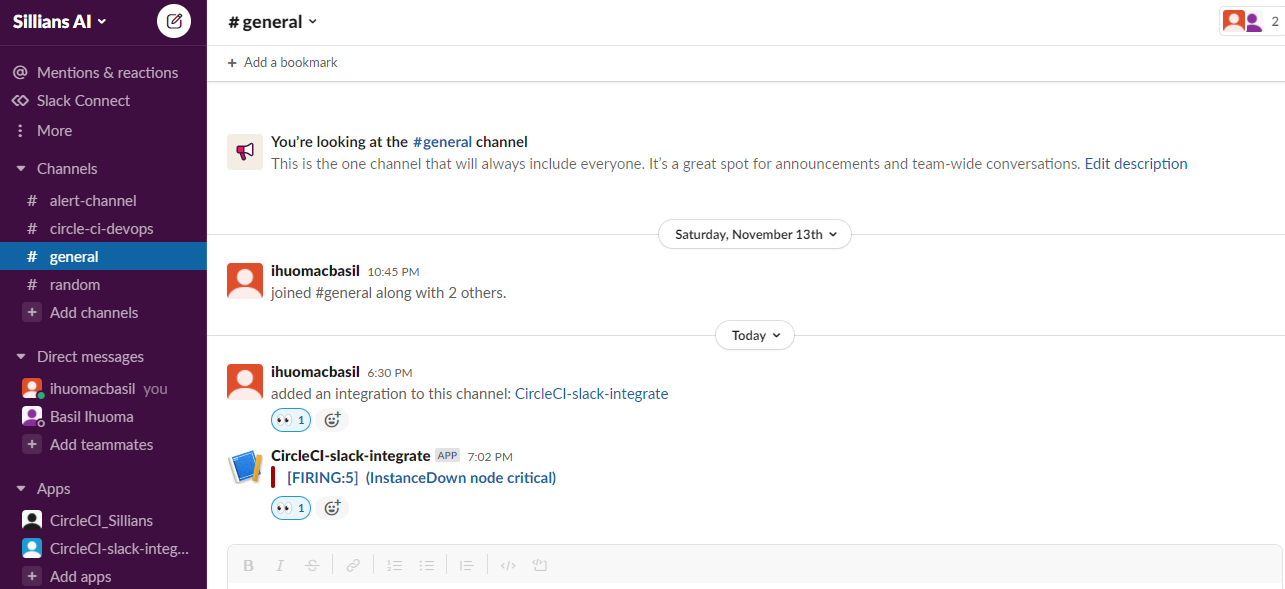 Sillians AI
Mentions & reactions
Slack Connect
More
Channels
# alert-channel
# circle-ci-devops
# general
# random
+ Add channels
Direct messages
ihuomacbasil you
Basil Ihuoma
+ Add teammates
Apps
CircleCI_Sillians
CircleCI-slack-integ...
+ Add apps
# general
2
+ Add a bookmark
You’re looking at the #general channel
This is the one channel that will always include everyone. It’s a great spot for announcements and team-wide conversations. Edit description
Saturday, November 13th
ihuomacbasil 10:45 PM
joined #general along with 2 others.
Today
ihuomacbasil 6:30 PM
added an integration to this channel: CircleCI-slack-integrate
1
CircleCI-slack-integrate APP 7:02 PM
[FIRING:5] (InstanceDown node critical)
1